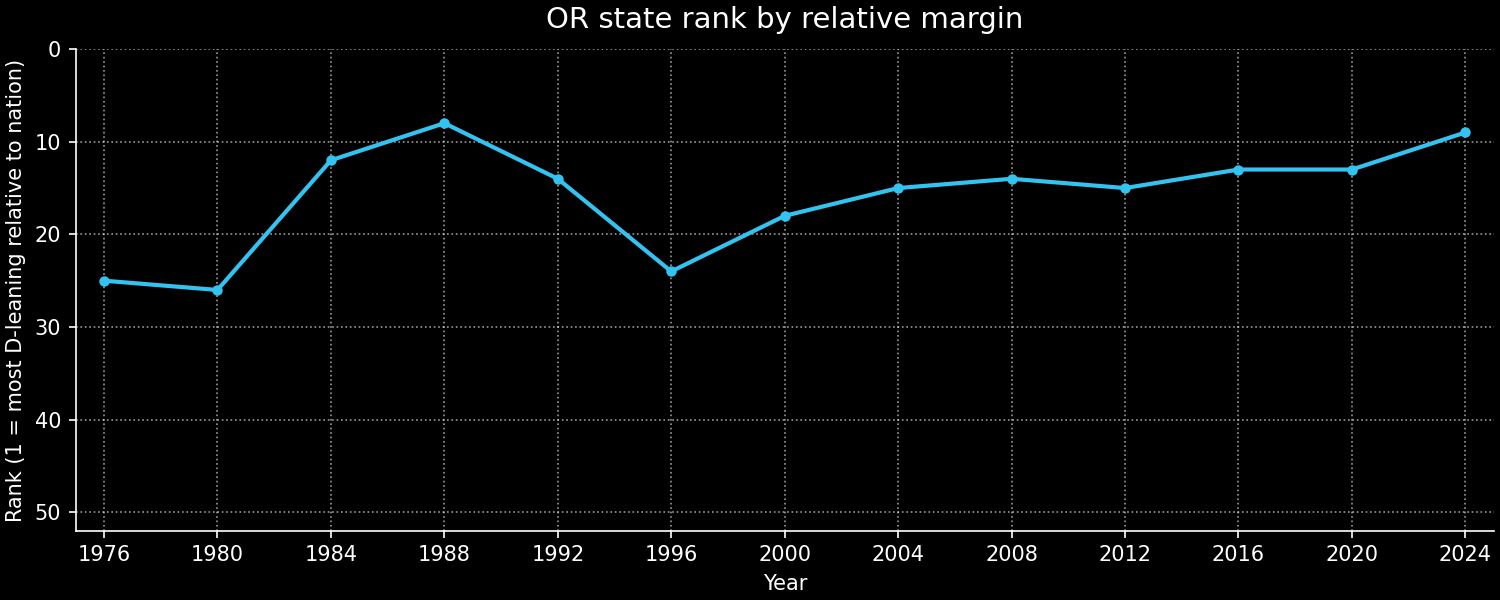 OR state rank by relative margin
Rank (1 = most D-leaning relative to nation)
0
10
20
30
40
50
1976 1980 1984 1988 1992 1996 2000 2004 2008 2012 2016 2020 2024
Year